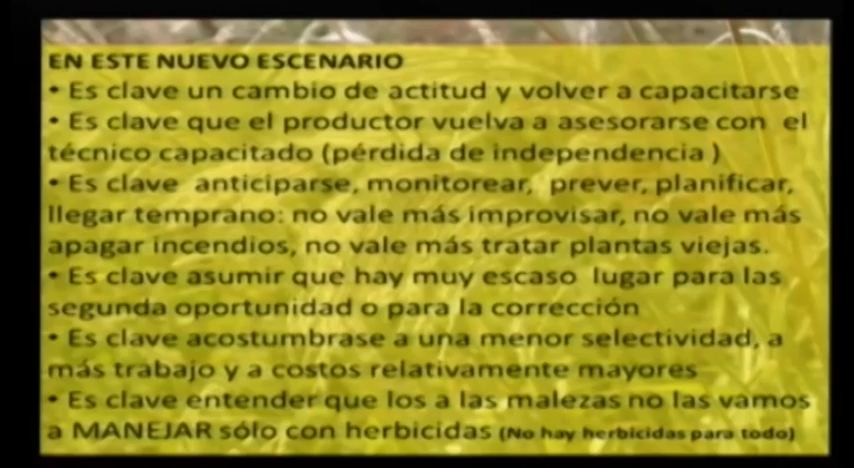 EN ESTE NUEVO ESCENARIO
• Es clave un cambio de actitud y volver a capacitarse
• Es clave que el productor vuelva a asesorarse con el
técnico capacitado (pérdida de independencia )
• Es clave anticiparse, monitorear, prever, planificar,
llegar temprano: no vale más improvisar, no vale más
apagar incendios, no vale más tratar plantas viejas.
• Es clave asumir que hay muy escaso lugar para las
segunda oportunidad o para la corrección
• Es clave acostumbrase a una menor selectividad, a
más trabajo y a costos relativamente mayores
• Es clave entender que los a las malezas no las vamos
a MANEJAR sólo con herbicidas (No hay herbicidas para todo)